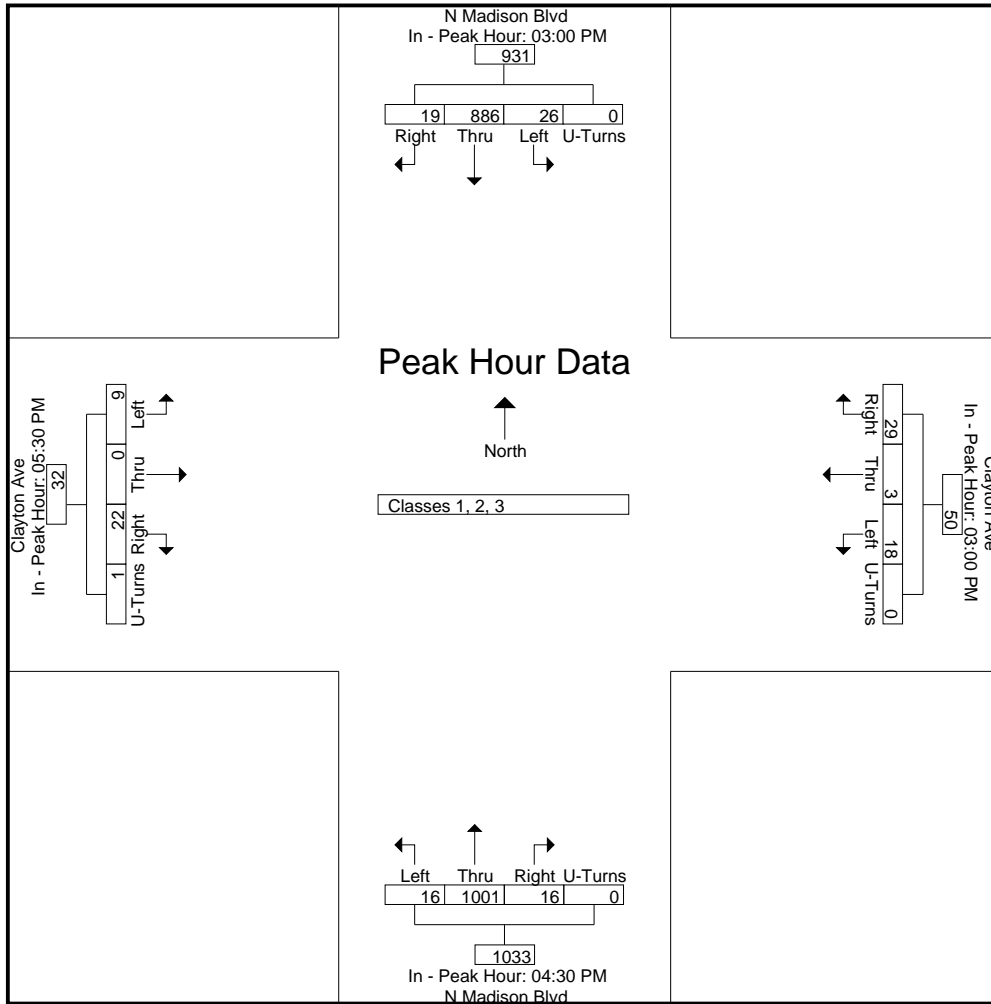 N Madison Blvd
In - Peak Hour: 03:00 PM
931
19 886 26 0
Right Thru Left U-Turns
Peak Hour Data
North
Classes 1, 2, 3
Clayton Ave
In - Peak Hour: 05:30 PM
32
9 0 22 1
Left Thru Right U-Turns
Clayton Ave
In - Peak Hour: 03:00 PM
50
29 3 18 0
Right Thru Left U-Turns
Left Thru Right U-Turns
16 1001 16 0
1033
In - Peak Hour: 04:30 PM
N Madison Blvd